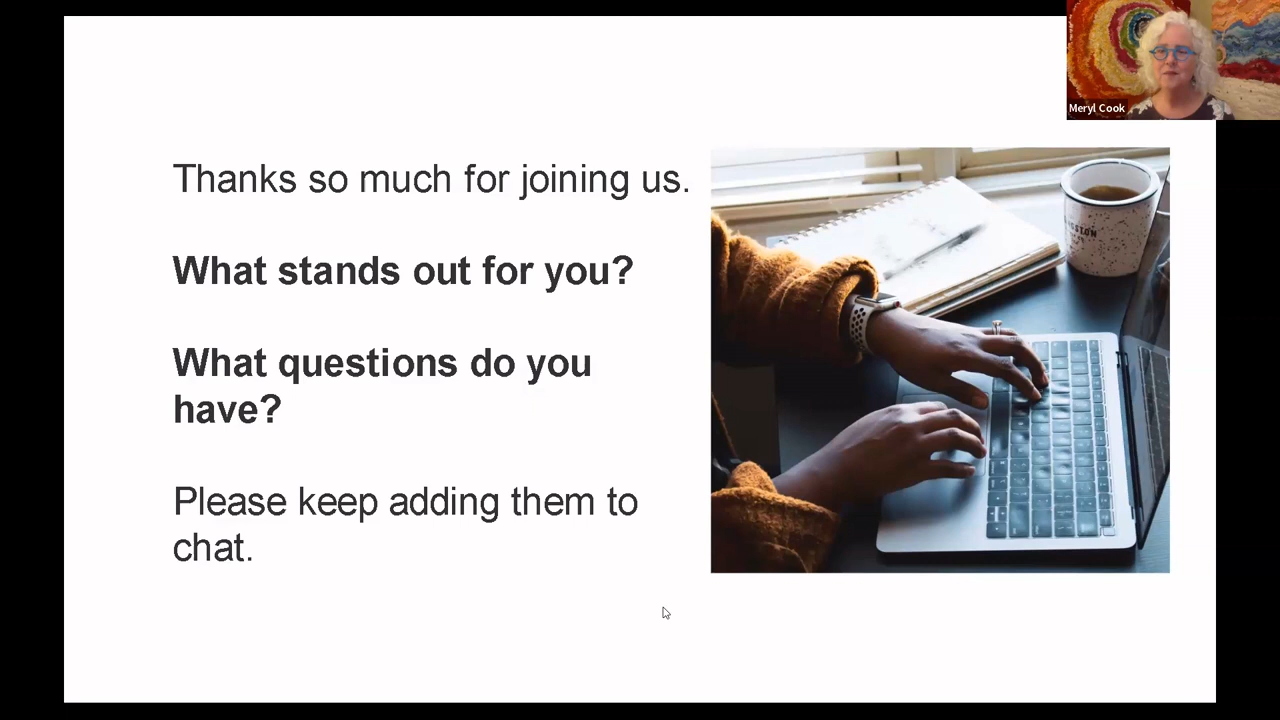 Meryl Cook
Thanks so much for joining us.
What stands out for you?
What questions do you
have?
Please keep adding them to
chat.